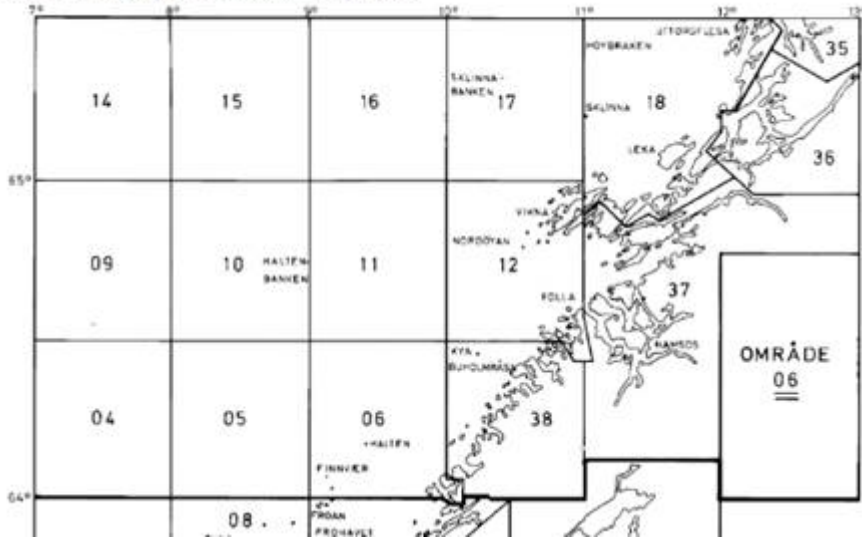 7° 8° 9° 10° 11° 12° 13°
UTTORGFLESA
35
HØYBRAKEN
SKLINNA-
BANKEN
14 15 16 17 18
SKLINNA
LEKA
36
65°
VIKNA
NORDØYAN
09 10 HALTEN-
BANKEN
11 12
37
FOLLA
NAMSOS
KYA
BUHOLMRÅSA
OMRÅDE
06
04 05 06 38
HALTEN
FINNVÆR
64°
08
FROAN
FROHAVET